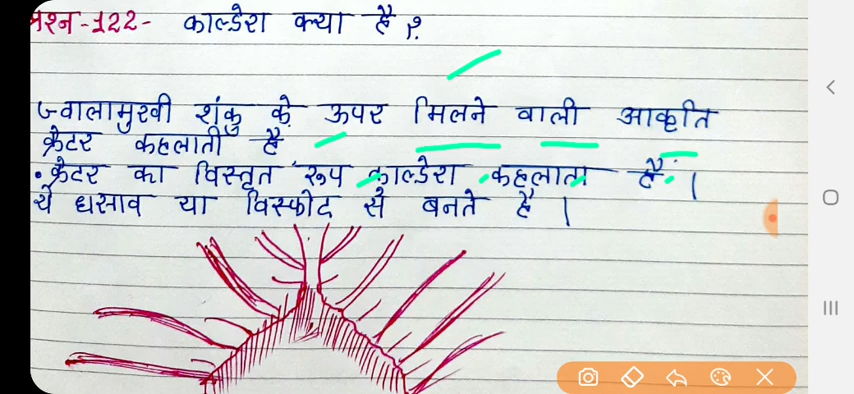 प्रश्न-122- काल्डेरा क्या है ?
ज्वालामुखी शंकु के ऊपर मिलने वाली आकृति
क्रेटर कहलाती है
• क्रेटर का विस्तृत रूप काल्डेरा कहलाता है ।
ये धसाव या विस्फोट से बनते है ।